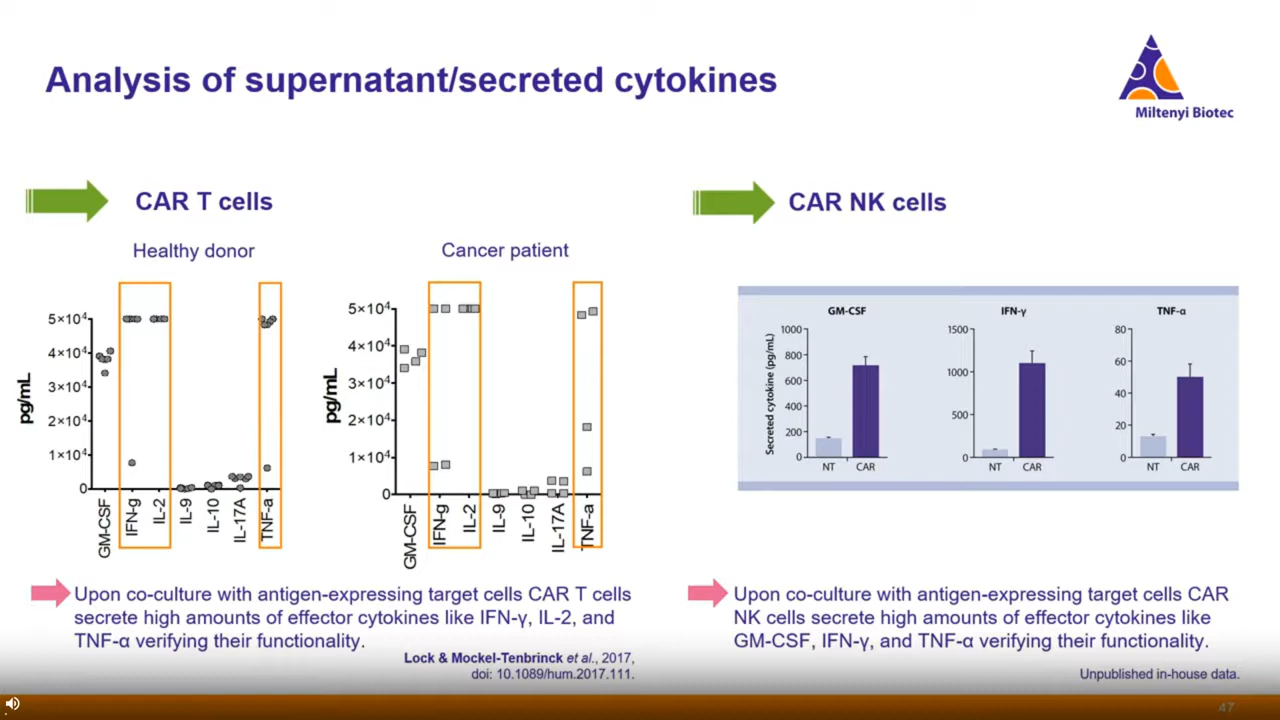 Analysis of supernatant/secreted cytokines
Miltenyi Biotec
CAR T cells
Healthy donor
Cancer patient
pg/mL
5×10⁴
4×10⁴
3×10⁴
2×10⁴
1×10⁴
0
GM-CSF
IFN-g
IL-2
IL-9
IL-10
IL-17A
TNF-a
pg/mL
5×10⁴
4×10⁴
3×10⁴
2×10⁴
1×10⁴
0
GM-CSF
IFN-g
IL-2
IL-9
IL-10
IL-17A
TNF-a
Upon co-culture with antigen-expressing target cells CAR T cells
secrete high amounts of effector cytokines like IFN-γ, IL-2, and
TNF-α verifying their functionality.
Lock & Mockel-Tenbrinck et al., 2017,
doi: 10.1089/hum.2017.111.
CAR NK cells
Secreted cytokine (pg/mL)
GM-CSF
1000
800
600
400
200
0
NT CAR
IFN-γ
1500
1000
500
0
NT CAR
TNF-α
80
60
40
20
0
NT CAR
Upon co-culture with antigen-expressing target cells CAR
NK cells secrete high amounts of effector cytokines like
GM-CSF, IFN-γ, and TNF-α verifying their functionality.
Unpublished in-house data.
47